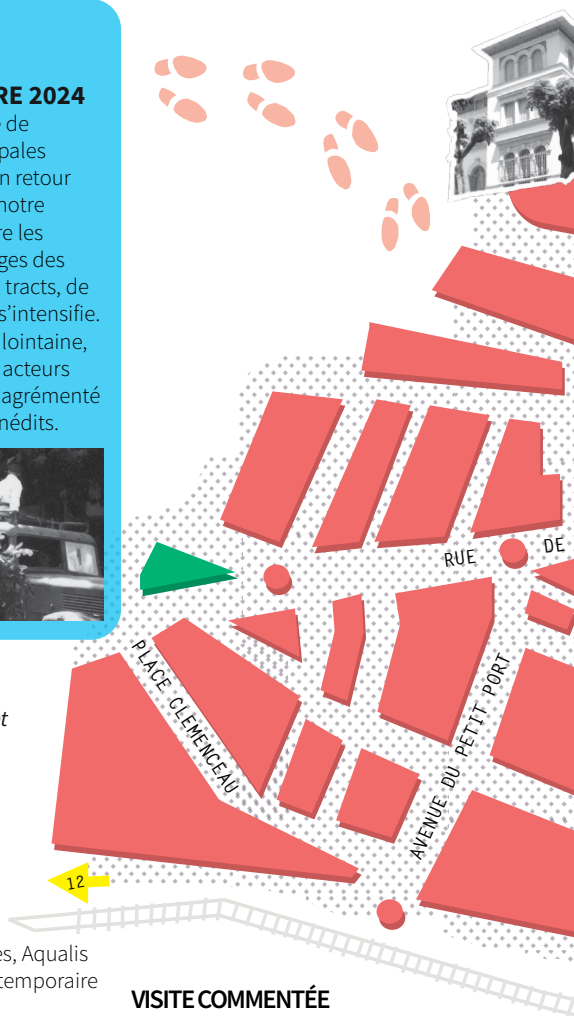 RE 2024
de
pales
n retour
notre
re les
ges des
tracts, de
s'intensifie.
lointaine,
acteurs
agrémenté
nédits.
RUE DE
PLACE CLEMENCEAU
AVENUE DU PETIT PORT
t
12
es, Aqualis
temporaire
VISITE COMMENTÉE